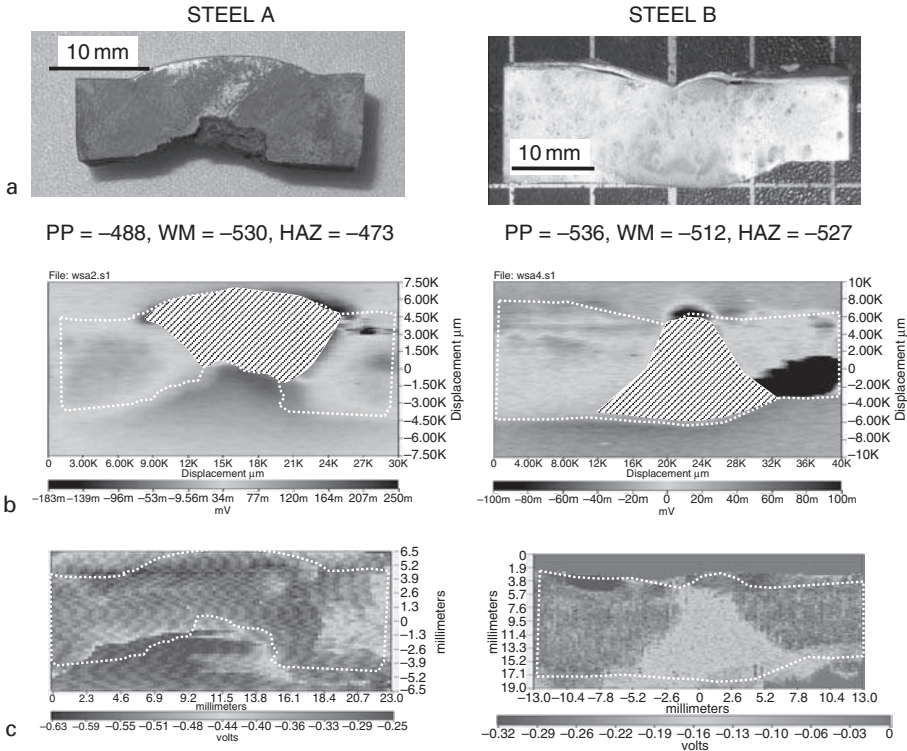 STEEL A
STEEL B
10 mm
10 mm
a
PP = –488, WM = –530, HAZ = –473
PP = –536, WM = –512, HAZ = –527
File: wsa2.s1
7.50K
6.00K
4.50K
3.00K
1.50K
0
–1.50K
–3.00K
–4.50K
–6.00K
–7.50K
Displacement µm
0 3.00K 6.00K 9.00K 12K 15K 18K 21K 24K 27K 30K
Displacement µm
–183m –139m –96m –53m –9.56m 34m 77m 120m 164m 207m 250m
mV
File: wsa4.s1
10K
8.00K
6.00K
4.00K
2.00K
0
–2.00K
–4.00K
–6.00K
–8.00K
–10K
Displacement µm
0 4.00K 8.00K 12K 16K 20K 24K 28K 32K 36K 40K
Displacement µm
–100m –80m –60m –40m –20m 0 20m 40m 60m 80m 100m
mV
b
6.5
5.2
3.9
2.6
1.3
0
–1.3
–2.6
–3.9
–5.2
–6.5
millimeters
0 2.3 4.6 6.9 9.2 11.5 13.8 16.1 18.4 20.7 23.0
millimeters
–0.63 –0.59 –0.55 –0.51 –0.48 –0.44 –0.40 –0.36 –0.33 –0.29 –0.25
volts
0
1.9
3.8
5.7
7.6
9.5
11.4
13.3
15.2
17.1
19.0
millimeters
–13.0 –10.4 –7.8 –5.2 –2.6 0 2.6 5.2 7.8 10.4 13.0
millimeters
–0.32 –0.29 –0.26 –0.22 –0.19 –0.16 –0.13 –0.10 –0.06 –0.03 0
volts
c